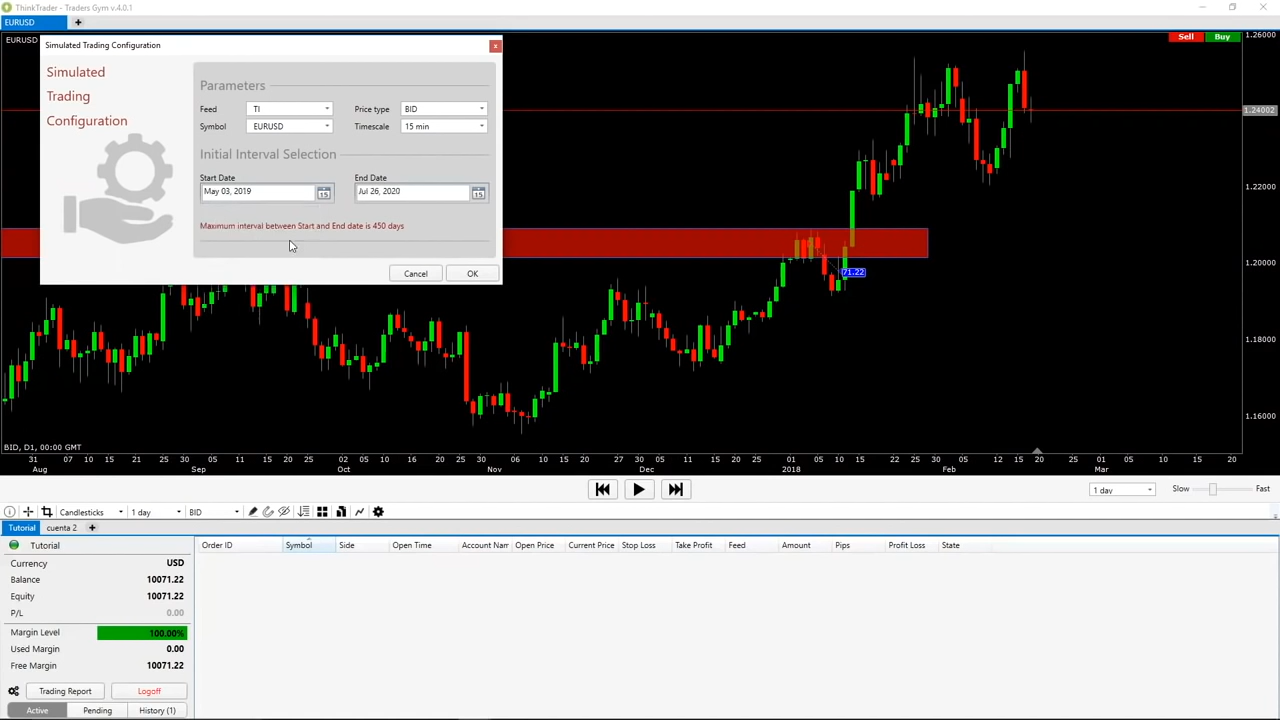 ThinkTrader - Traders Gym v.4.0.1
EURUSD +
EURUSD
Sell Buy
Simulated Trading Configuration
Simulated
Trading
Configuration
Parameters
Feed TI Price type BID
Symbol EURUSD Timescale 15 min
Initial Interval Selection
Start Date End Date
May 03, 2019 15 Jul 26, 2020 15
Maximum interval between Start and End date is 450 days
Cancel OK
71.22
1.26000
1.24002
1.22000
1.20000
1.18000
1.16000
BID, D1, 00:00 GMT
31 07 10 15 25 30 05 08 11 20 28 05 10 16 20 25 30 06 10 15 20 27 30 05 10 15 20 25 01 05 10 15 22 25 30 05 12 15 20 25 01 05 10 15 20
Aug Sep Oct Nov Dec 2018 Feb Mar
1 day Slow Fast
Candlesticks 1 day BID
Tutorial cuenta 2 +
Tutorial
Currency USD
Balance 10071.22
Equity 10071.22
P/L 0.00
Margin Level 100.00%
Used Margin 0.00
Free Margin 10071.22
Trading Report Logoff
Active Pending History (1)
Order ID Symbol Side Open Time Account Nam Open Price Current Price Stop Loss Take Profit Feed Amount Pips Profit Loss State